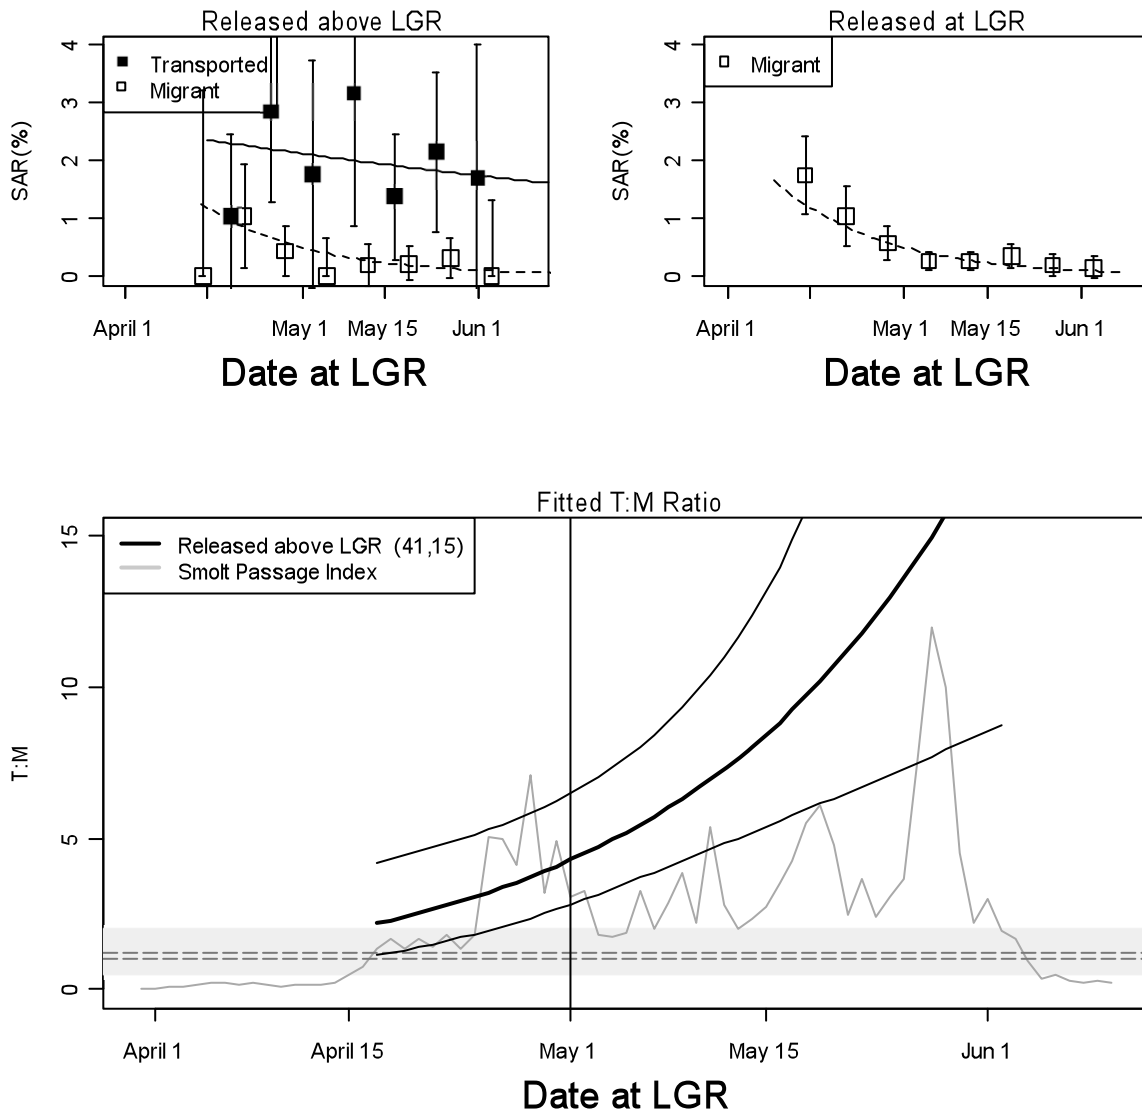 Released above LGR
SAR(%)
4
3
2
1
0
Transported
Migrant
April 1
May 1
May 15
Jun 1
Date at LGR
Released at LGR
SAR(%)
4
3
2
1
0
Migrant
April 1
May 1
May 15
Jun 1
Date at LGR
Fitted T:M Ratio
T:M
15
10
5
0
Released above LGR (41,15)
Smolt Passage Index
April 1
April 15
May 1
May 15
Jun 1
Date at LGR